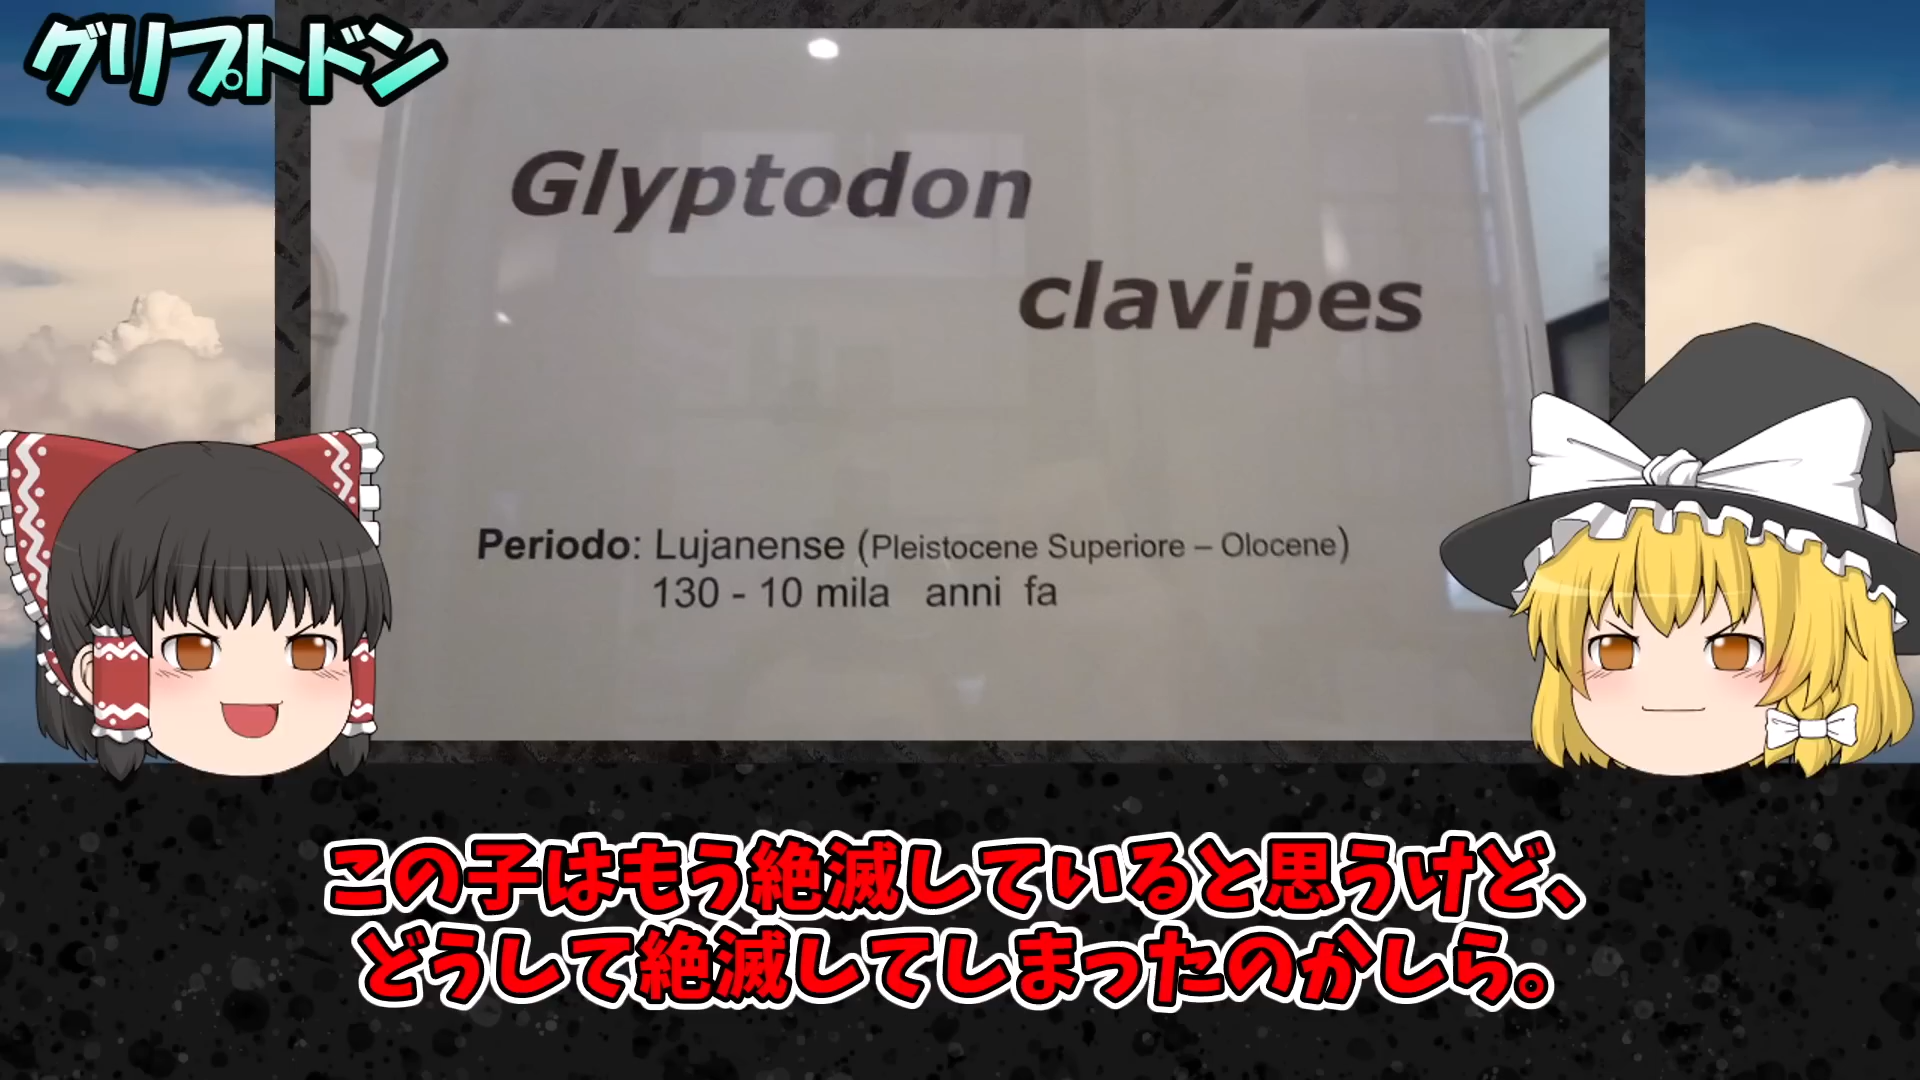 グリプトドン
Glyptodon
clavipes
Periodo: Lujanense (Pleistocene Superiore – Olocene)
130 - 10 mila anni fa
この子はもう絶滅していると思うけど、
どうして絶滅してしまったのかしら。